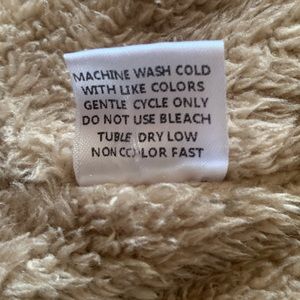 MACHINE WASH COLD
WITH LIKE COLORS
GENTLE CYCLE ONLY
DO NOT USE BLEACH
TUBLE DRY LOW
NON COLOR FAST